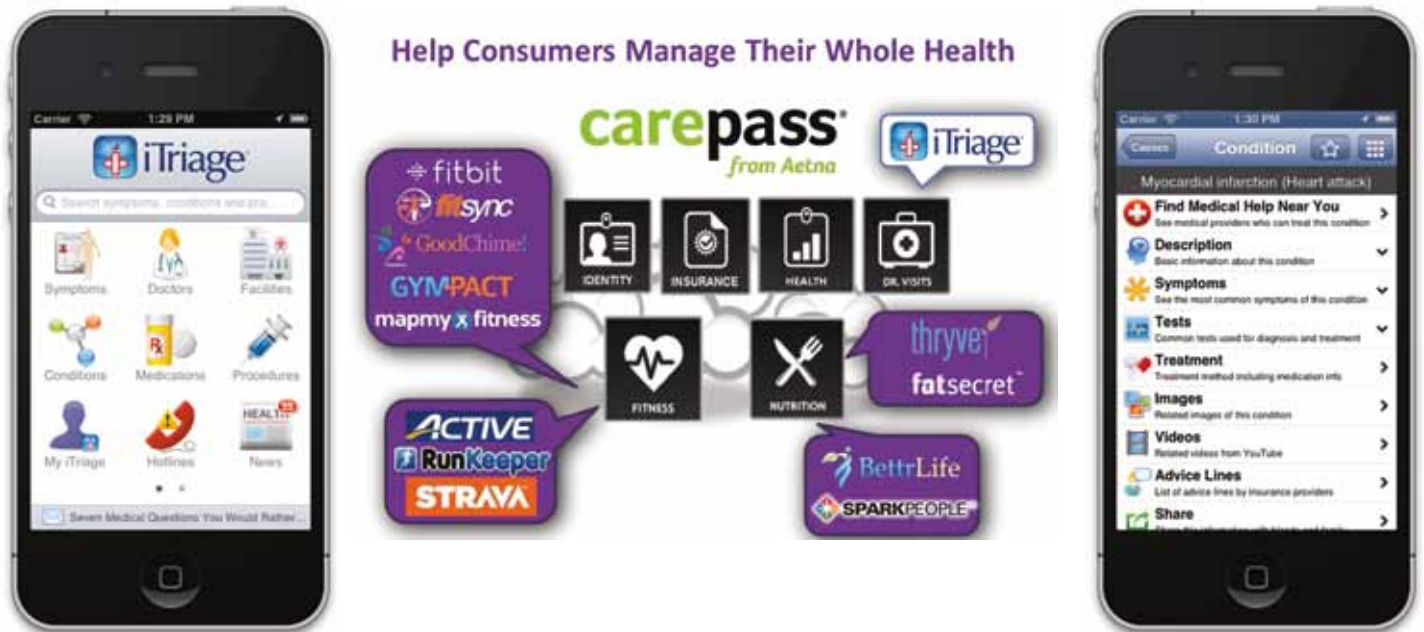 Carrier 1:29 PM
iTriage
Search symptoms, conditions and pro...
Symptoms Doctors Facilities
Conditions Medications Procedures
Rx
HEALTH
My iTriage Hotlines News
Seven Medical Questions You Would Rather...
Help Consumers Manage Their Whole Health
carepass®
from Aetna
iTriage
fitbit
fitsync
GoodChime!
GYMPACT
mapmy fitness
IDENTITY INSURANCE HEALTH DR. VISITS
FITNESS NUTRITION
thryve
fatsecret
ACTIVE
RunKeeper
STRAVA
BettrLife
SPARKPEOPLE
Carrier 1:30 PM
Causes Condition
Myocardial infarction (Heart attack)
Find Medical Help Near You
See medical providers who can treat this condition
Description
Basic information about this condition
Symptoms
See the most common symptoms of this condition
Tests
Common tests used for diagnosis and treatment
Treatment
Treatment method including medication info
Images
Related images of this condition
Videos
Related videos from YouTube
Advice Lines
List of advice lines by insurance providers
Share